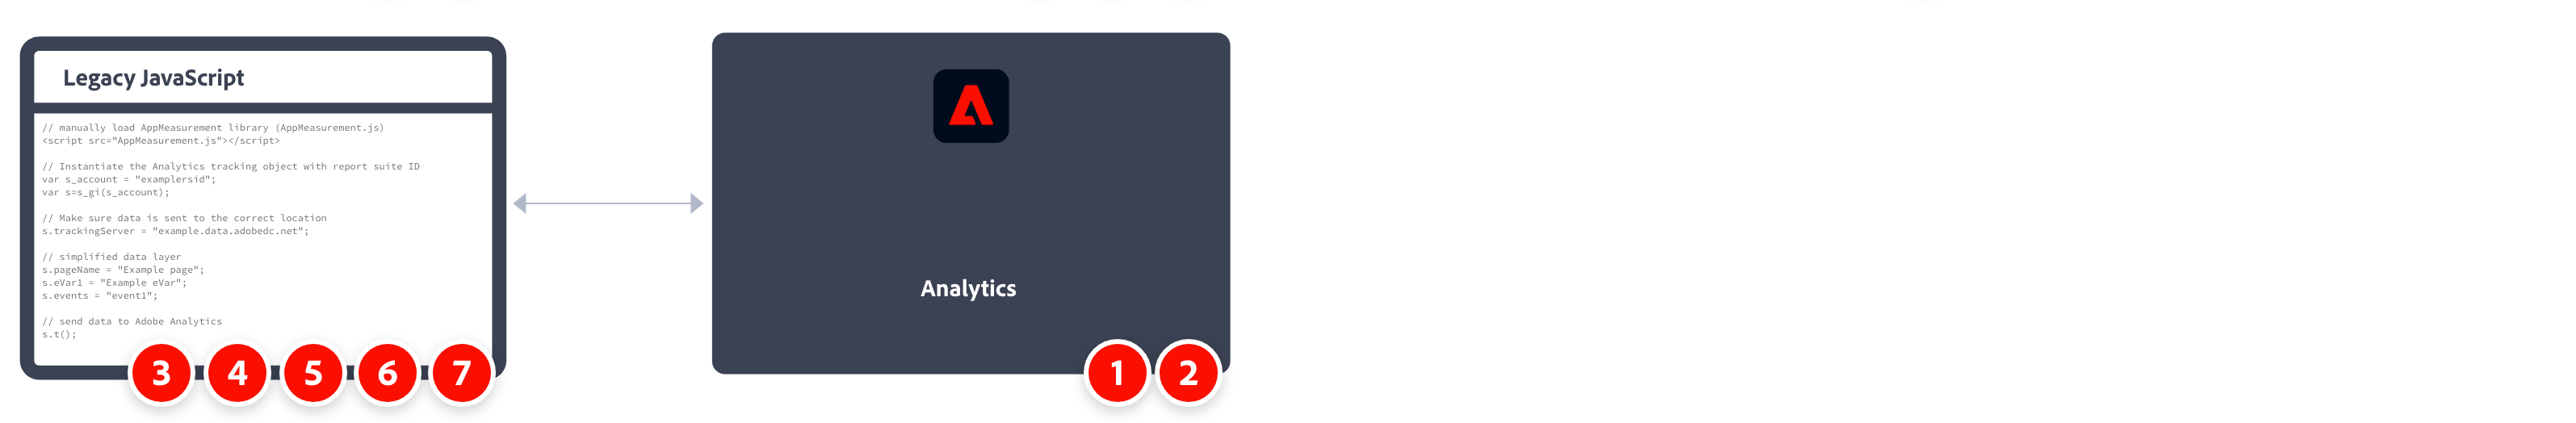 Legacy JavaScript
// manually load AppMeasurement library (AppMeasurement.js)
<script src="AppMeasurement.js"></script>
// Instantiate the Analytics tracking object with report suite ID
var s_account = "examplersid";
var s=s_gi(s_account);
// Make sure data is sent to the correct location
s.trackingServer = "example.data.adobedc.net";
// simplified data layer
s.pageName = "Example page";
s.eVar1 = "Example eVar";
s.events = "event1";
// send data to Adobe Analytics
s.t();
3 4 5 6 7
Analytics
1 2